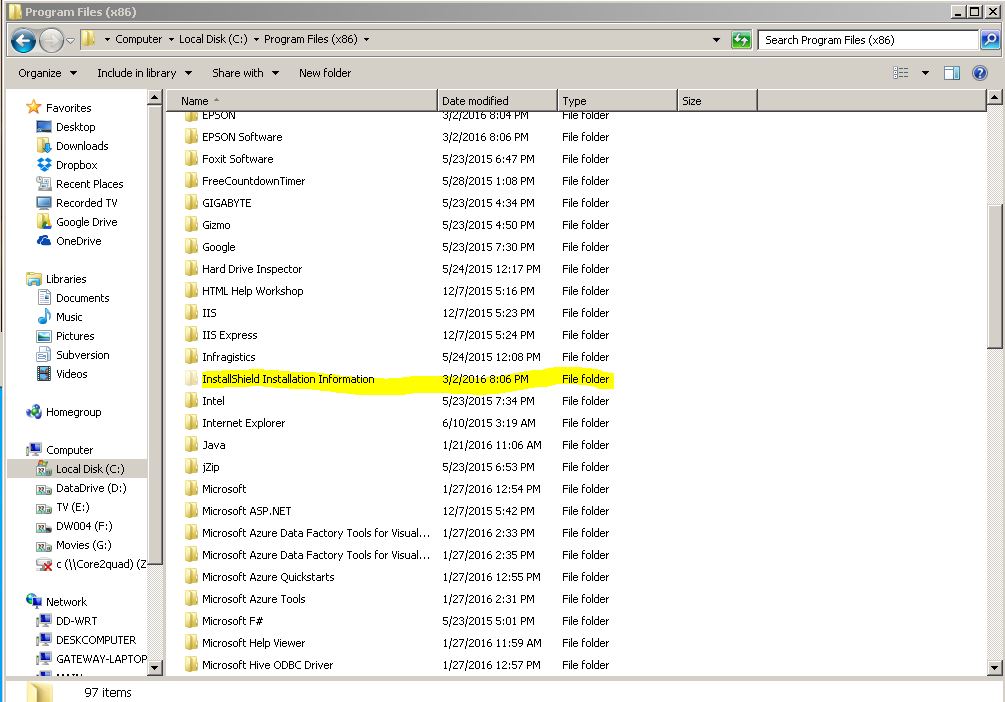 Program Files (x86)
Computer Local Disk (C:) Program Files (x86)
Search Program Files (x86)
Organize Include in library Share with New folder
Favorites
Desktop
Downloads
Dropbox
Recent Places
Recorded TV
Google Drive
OneDrive
Libraries
Documents
Music
Pictures
Subversion
Videos
Homegroup
Computer
Local Disk (C:)
DataDrive (D:)
TV (E:)
DW004 (F:)
Movies (G:)
c (\\Core2quad) (Z
Network
DD-WRT
DESKCOMPUTER
GATEWAY-LAPTOP
Name Date modified Type Size
EPSON 3/2/2016 8:04 PM File folder
EPSON Software 3/2/2016 8:06 PM File folder
Foxit Software 5/23/2015 6:47 PM File folder
FreeCountdownTimer 5/28/2015 1:08 PM File folder
GIGABYTE 5/23/2015 4:34 PM File folder
Gizmo 5/23/2015 4:50 PM File folder
Google 5/23/2015 7:30 PM File folder
Hard Drive Inspector 5/24/2015 12:17 PM File folder
HTML Help Workshop 12/7/2015 5:16 PM File folder
IIS 12/7/2015 5:23 PM File folder
IIS Express 12/7/2015 5:24 PM File folder
Infragistics 5/24/2015 12:08 PM File folder
InstallShield Installation Information 3/2/2016 8:06 PM File folder
Intel 5/23/2015 7:34 PM File folder
Internet Explorer 6/10/2015 3:19 AM File folder
Java 1/21/2016 11:06 AM File folder
jZip 5/23/2015 6:53 PM File folder
Microsoft 1/27/2016 12:54 PM File folder
Microsoft ASP.NET 12/7/2015 5:42 PM File folder
Microsoft Azure Data Factory Tools for Visual... 1/27/2016 2:33 PM File folder
Microsoft Azure Data Factory Tools for Visual... 1/27/2016 2:35 PM File folder
Microsoft Azure Quickstarts 1/27/2016 12:55 PM File folder
Microsoft Azure Tools 1/27/2016 2:31 PM File folder
Microsoft F# 5/23/2015 5:01 PM File folder
Microsoft Help Viewer 1/27/2016 11:59 AM File folder
Microsoft Hive ODBC Driver 1/27/2016 12:57 PM File folder
97 items